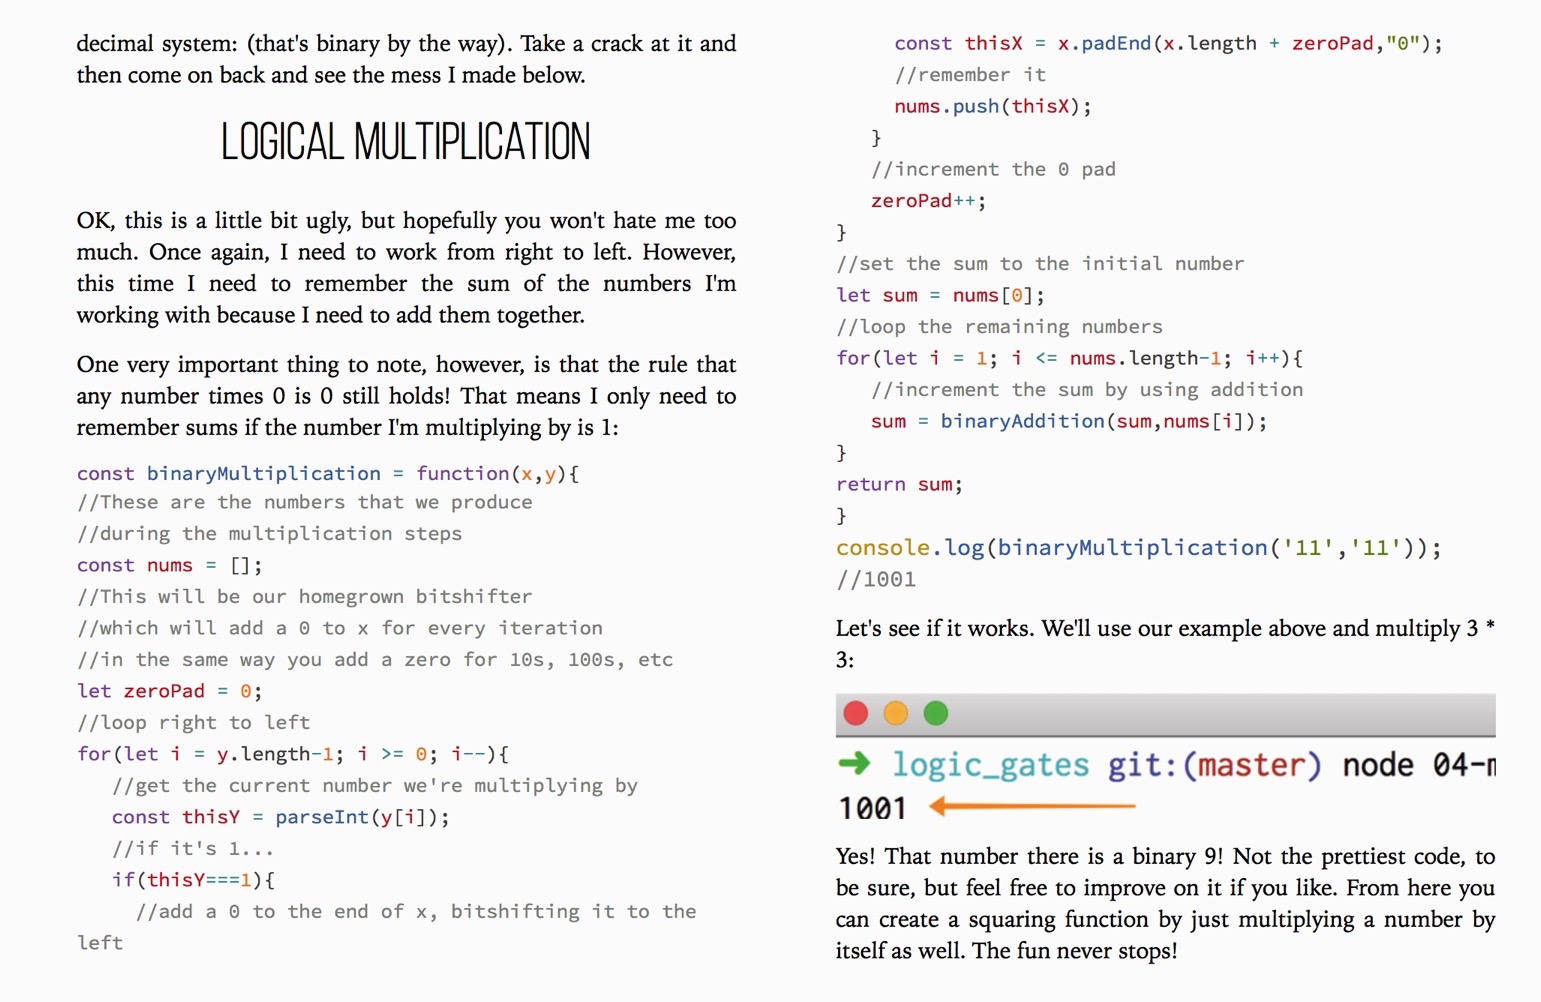 decimal system: (that's binary by the way). Take a crack at it and
then come on back and see the mess I made below.
LOGICAL MULTIPLICATION
OK, this is a little bit ugly, but hopefully you won't hate me too
much. Once again, I need to work from right to left. However,
this time I need to remember the sum of the numbers I'm
working with because I need to add them together.
One very important thing to note, however, is that the rule that
any number times 0 is 0 still holds! That means I only need to
remember sums if the number I'm multiplying by is 1:
const binaryMultiplication = function(x,y){
//These are the numbers that we produce
//during the multiplication steps
const nums = [];
//This will be our homegrown bitshifter
//which will add a 0 to x for every iteration
//in the same way you add a zero for 10s, 100s, etc
let zeroPad = 0;
//loop right to left
for(let i = y.length-1; i >= 0; i--){
//get the current number we're multiplying by
const thisY = parseInt(y[i]);
//if it's 1...
if(thisY===1){
//add a 0 to the end of x, bitshifting it to the
left
const thisX = x.padEnd(x.length + zeroPad,"0");
//remember it
nums.push(thisX);
}
//increment the 0 pad
zeroPad++;
}
//set the sum to the initial number
let sum = nums[0];
//loop the remaining numbers
for(let i = 1; i <= nums.length-1; i++){
//increment the sum by using addition
sum = binaryAddition(sum,nums[i]);
}
return sum;
}
console.log(binaryMultiplication('11','11'));
//1001
Let's see if it works. We'll use our example above and multiply 3 *
3:
➜ logic_gates git:(master) node 04-m
1001
Yes! That number there is a binary 9! Not the prettiest code, to
be sure, but feel free to improve on it if you like. From here you
can create a squaring function by just multiplying a number by
itself as well. The fun never stops!